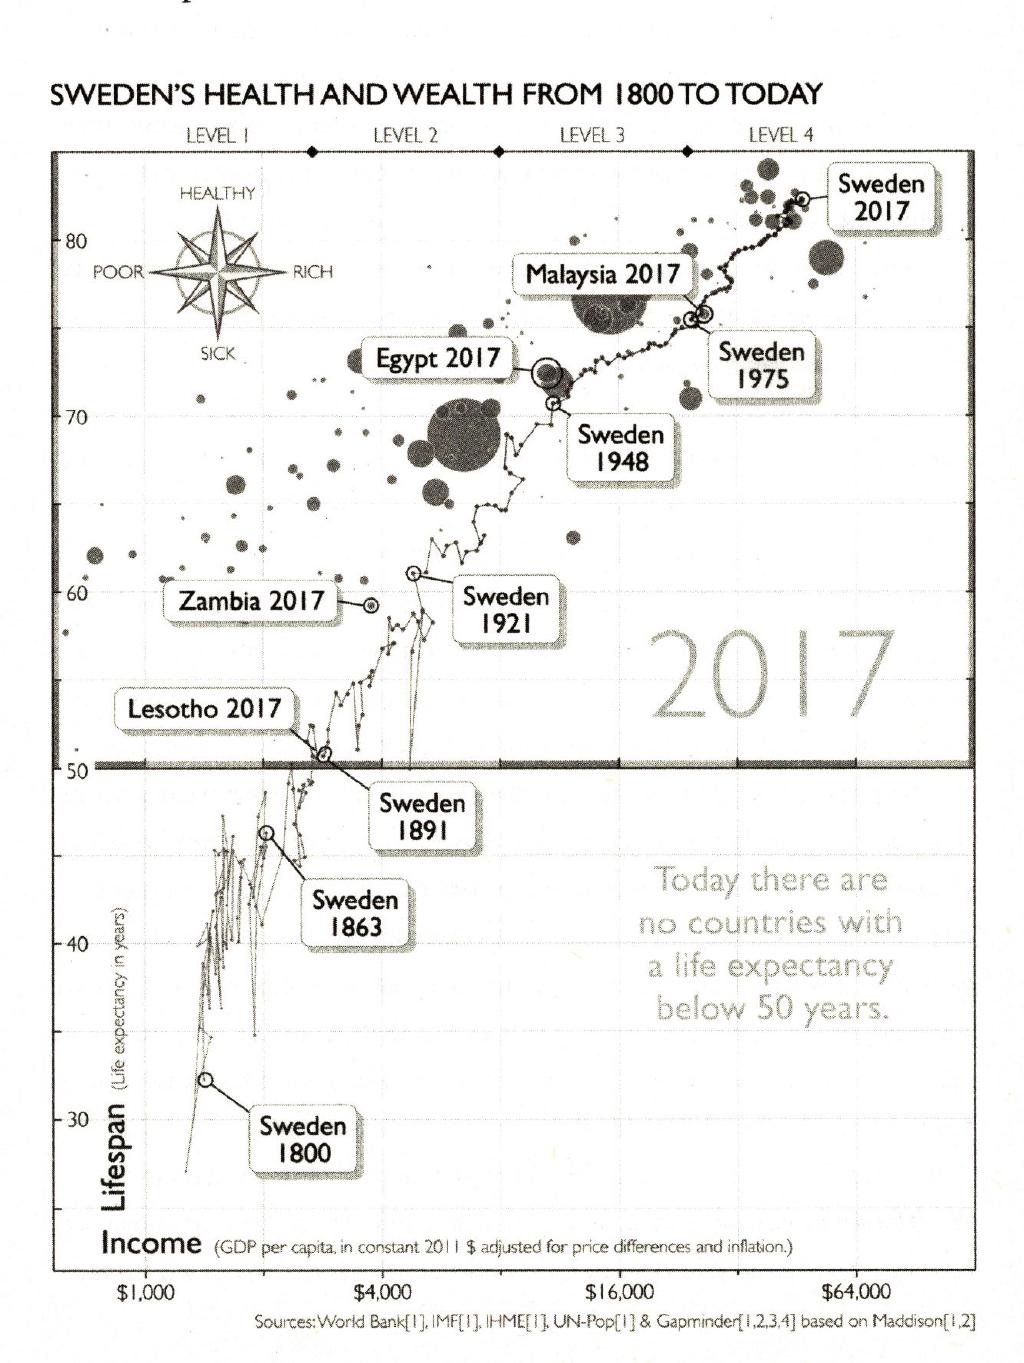 SWEDEN'S HEALTH AND WEALTH FROM 1800 TO TODAY
LEVEL 1 LEVEL 2 LEVEL 3 LEVEL 4
HEALTHY
POOR RICH
SICK
Sweden
2017
80
Malaysia 2017
Egypt 2017
Sweden
1975
70
Sweden
1948
60
Zambia 2017
Sweden
1921
2017
Lesotho 2017
50
Sweden
1891
Sweden
1863
Today there are
no countries with
a life expectancy
below 50 years.
40
30
Sweden
1800
Lifespan (Life expectancy in years)
Income (GDP per capita, in constant 2011 $ adjusted for price differences and inflation.)
$1,000 $4,000 $16,000 $64,000
Sources: World Bank[1], IMF[1], IHME[1], UN-Pop[1] & Gapminder[1,2,3,4] based on Maddison[1,2]